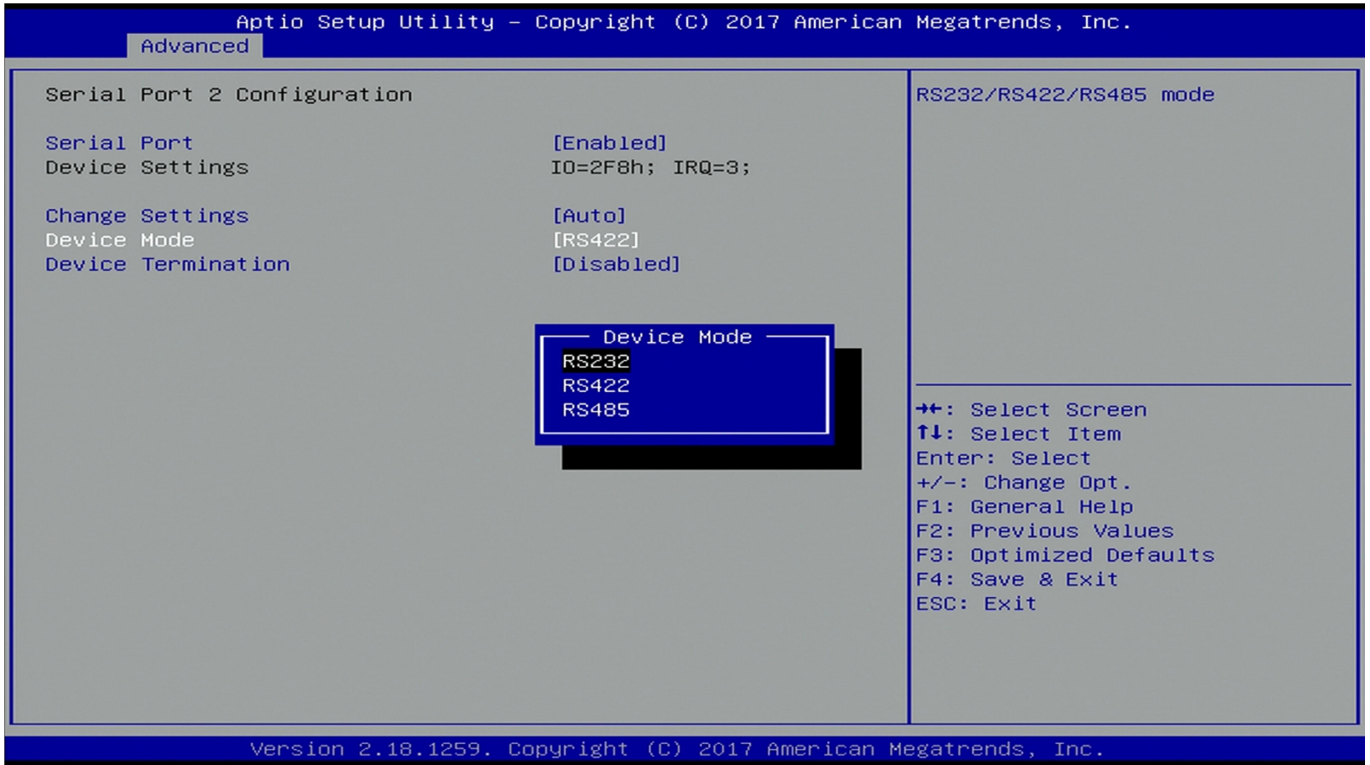 Aptio Setup Utility – Copyright (C) 2017 American Megatrends, Inc.
Advanced
Serial Port 2 Configuration
Serial Port [Enabled]
Device Settings IO=2F8h; IRQ=3;
Change Settings [Auto]
Device Mode [RS422]
Device Termination [Disabled]
Device Mode
RS232
RS422
RS485
RS232/RS422/RS485 mode
→←: Select Screen
↑↓: Select Item
Enter: Select
+/-: Change Opt.
F1: General Help
F2: Previous Values
F3: Optimized Defaults
F4: Save & Exit
ESC: Exit
Version 2.18.1259. Copyright (C) 2017 American Megatrends, Inc.